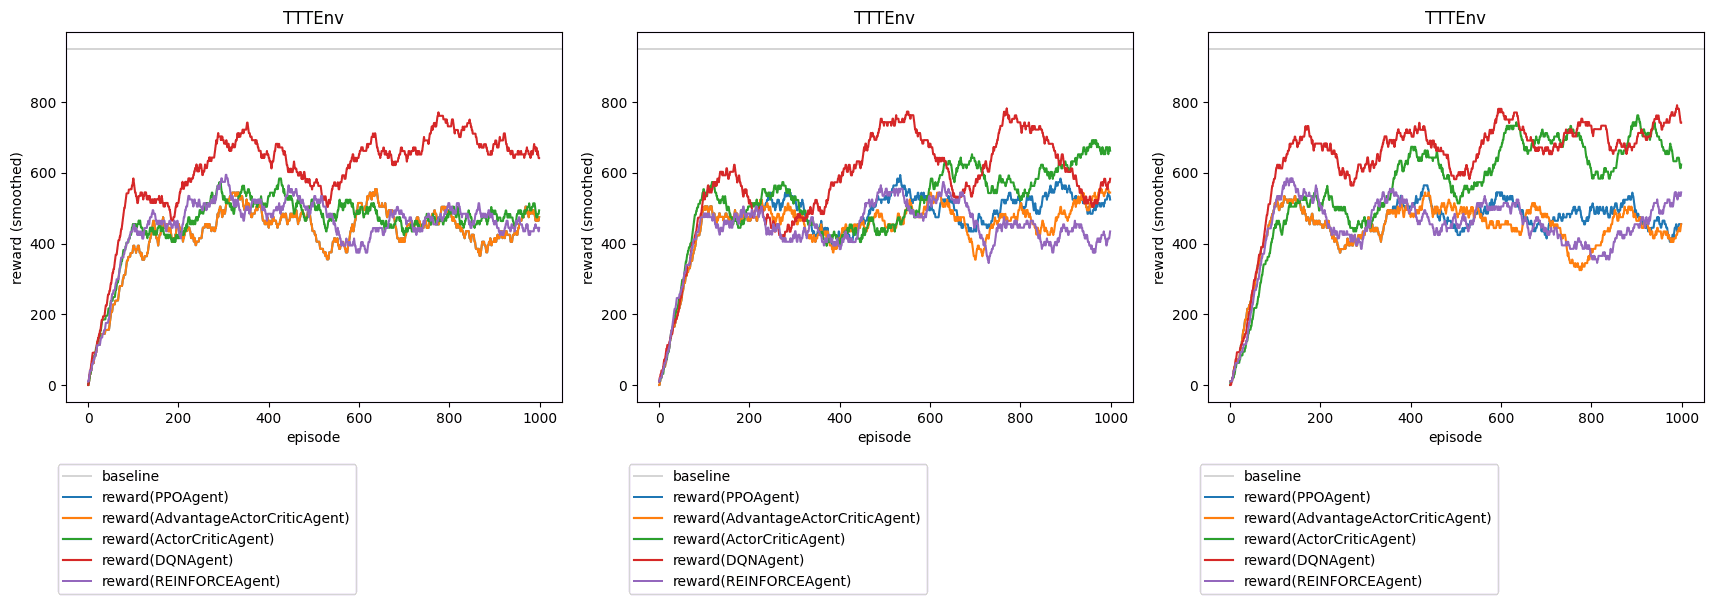 TTTEnv
reward (smoothed)
800
600
400
200
0
0 200 400 600 800 1000
episode
baseline
reward(PPOAgent)
reward(AdvantageActorCriticAgent)
reward(ActorCriticAgent)
reward(DQNAgent)
reward(REINFORCEAgent)
TTTEnv
reward (smoothed)
800
600
400
200
0
0 200 400 600 800 1000
episode
baseline
reward(PPOAgent)
reward(AdvantageActorCriticAgent)
reward(ActorCriticAgent)
reward(DQNAgent)
reward(REINFORCEAgent)
TTTEnv
reward (smoothed)
800
600
400
200
0
0 200 400 600 800 1000
episode
baseline
reward(PPOAgent)
reward(AdvantageActorCriticAgent)
reward(ActorCriticAgent)
reward(DQNAgent)
reward(REINFORCEAgent)